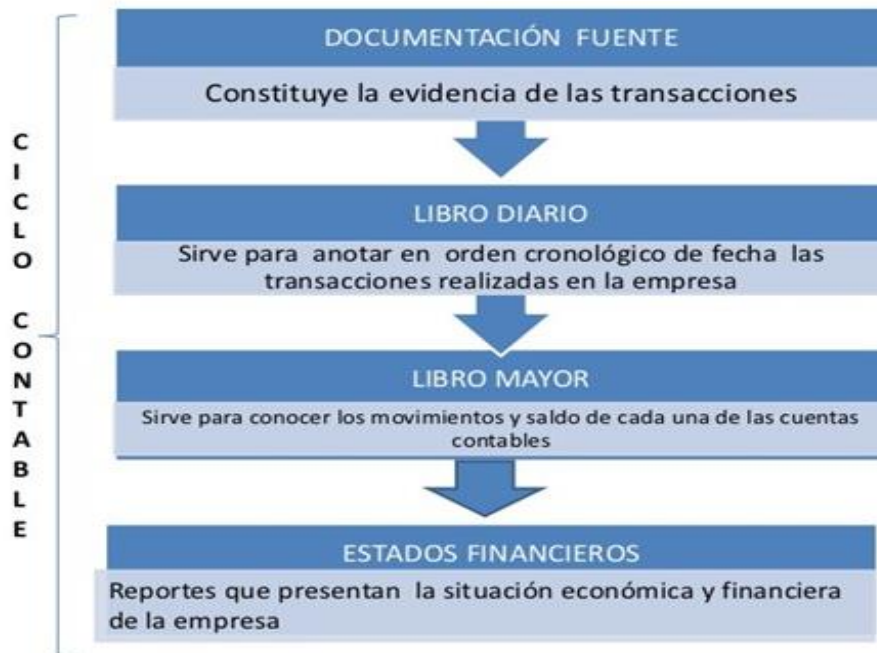 CICLO CONTABLE
DOCUMENTACIÓN FUENTE
Constituye la evidencia de las transacciones
LIBRO DIARIO
Sirve para anotar en orden cronológico de fecha las
transacciones realizadas en la empresa
LIBRO MAYOR
Sirve para conocer los movimientos y saldo de cada una de las cuentas
contables
ESTADOS FINANCIEROS
Reportes que presentan la situación económica y financiera
de la empresa